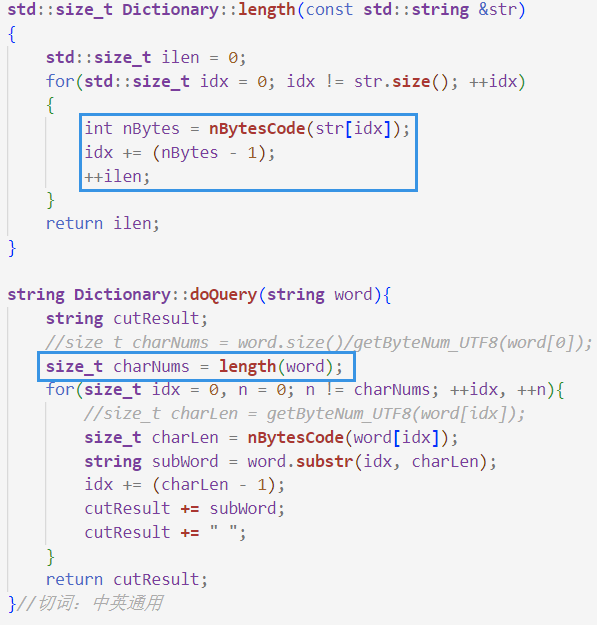 std::size_t Dictionary::length(const std::string &str)
{
    std::size_t ilen = 0;
    for(std::size_t idx = 0; idx != str.size(); ++idx)
    {
        int nBytes = nBytesCode(str[idx]);
        idx += (nBytes - 1);
        ++ilen;
    }
    return ilen;
}

string Dictionary::doQuery(string word){
    string cutResult;
    //size_t charNums = word.size()/getByteNum_UTF8(word[0]);
    size_t charNums = length(word);
    for(size_t idx = 0, n = 0; n != charNums; ++idx, ++n){
        //size_t charLen = getByteNum_UTF8(word[idx]);
        size_t charLen = nBytesCode(word[idx]);
        string subWord = word.substr(idx, charLen);
        idx += (charLen - 1);
        cutResult += subWord;
        cutResult += " ";
    }
    return cutResult;
}//切词：中英通用